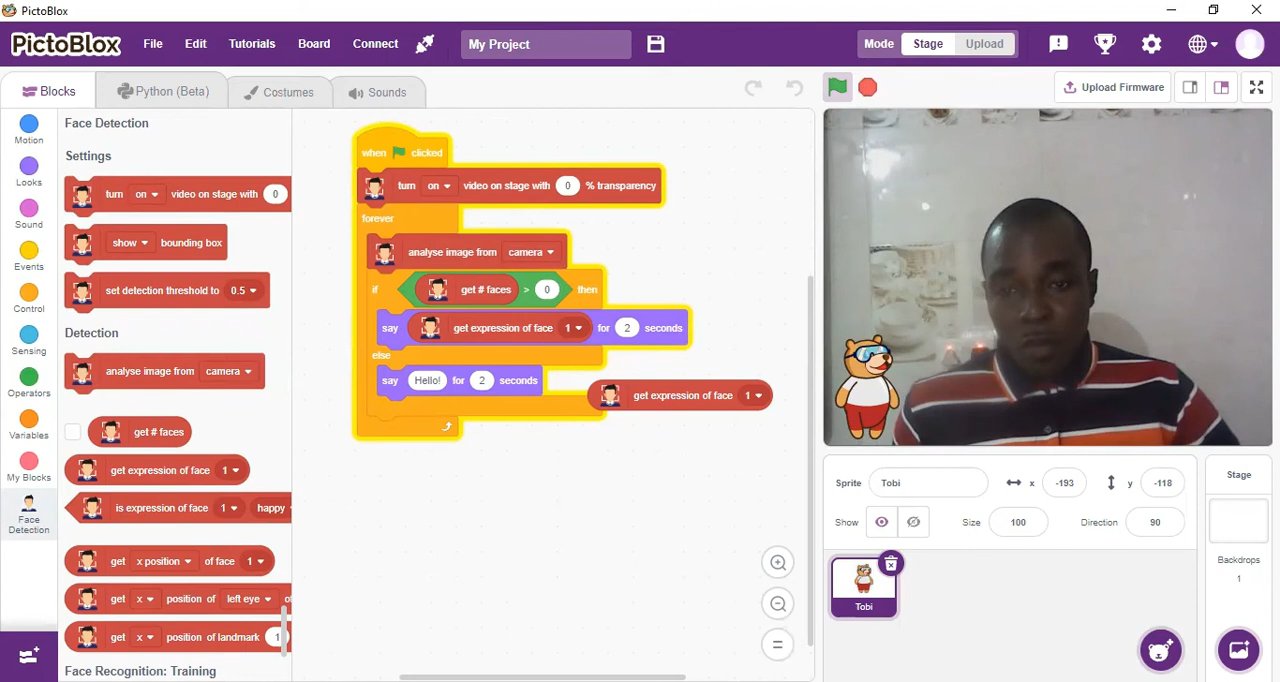 PictoBlox
PictoBlox File Edit Tutorials Board Connect My Project Mode Stage Upload
Blocks Python (Beta) Costumes Sounds Upload Firmware
Motion
Looks
Sound
Events
Control
Sensing
Operators
Variables
My Blocks
Face
Detection
Face Detection
Settings
turn on video on stage with 0
show bounding box
set detection threshold to 0.5
Detection
analyse image from camera
get # faces
get expression of face 1
is expression of face 1 happy
get x position of face 1
get x position of left eye
get x position of landmark 1
Face Recognition: Training
when clicked
turn on video on stage with 0 % transparency
forever
analyse image from camera
if get # faces > 0 then
say get expression of face 1 for 2 seconds
else
say Hello! for 2 seconds
get expression of face 1
Sprite Tobi x -193 y -118
Show Size 100 Direction 90
Tobi
Stage
Backdrops
1